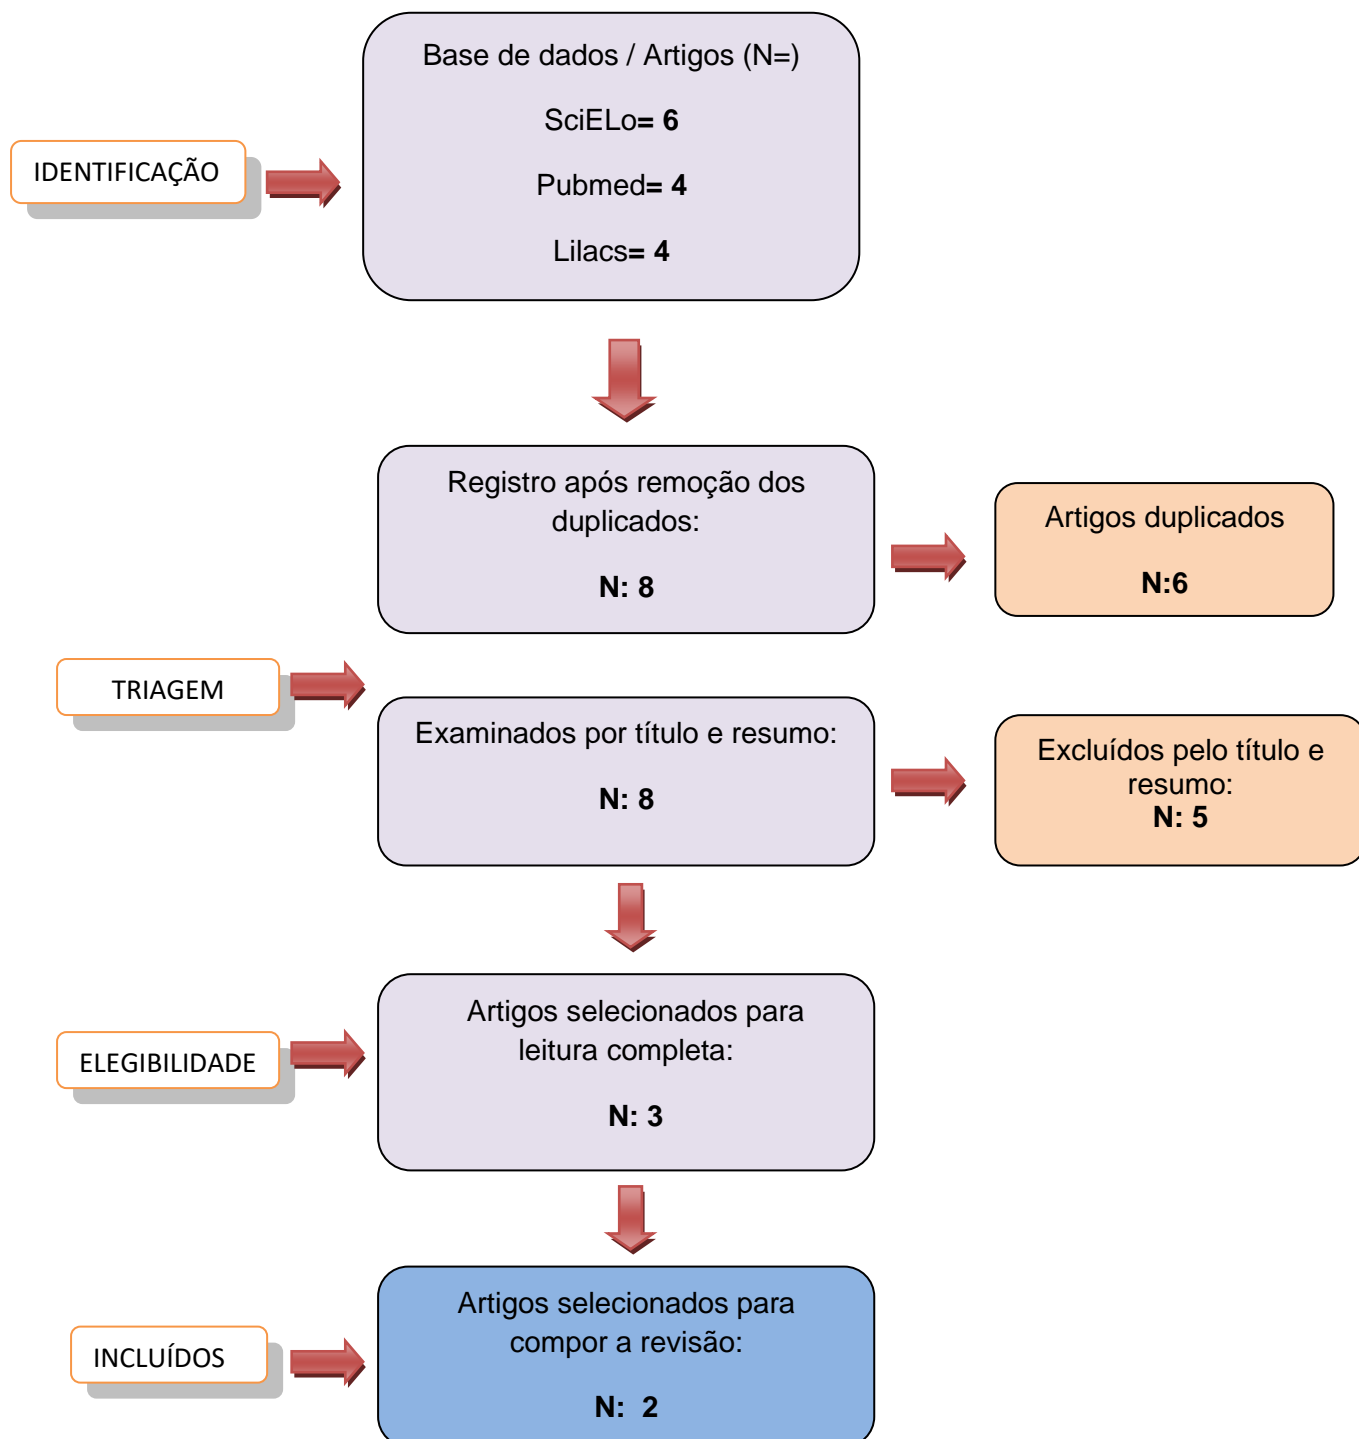 Base de dados / Artigos (N=)
SciELo= 6
Pubmed= 4
Lilacs= 4
IDENTIFICAÇÃO
Registro após remoção dos
duplicados:
N: 8
Artigos duplicados
N:6
TRIAGEM
Examinados por título e resumo:
N: 8
Excluídos pelo título e
resumo:
N: 5
ELEGIBILIDADE
Artigos selecionados para
leitura completa:
N: 3
INCLUÍDOS
Artigos selecionados para
compor a revisão:
N: 2